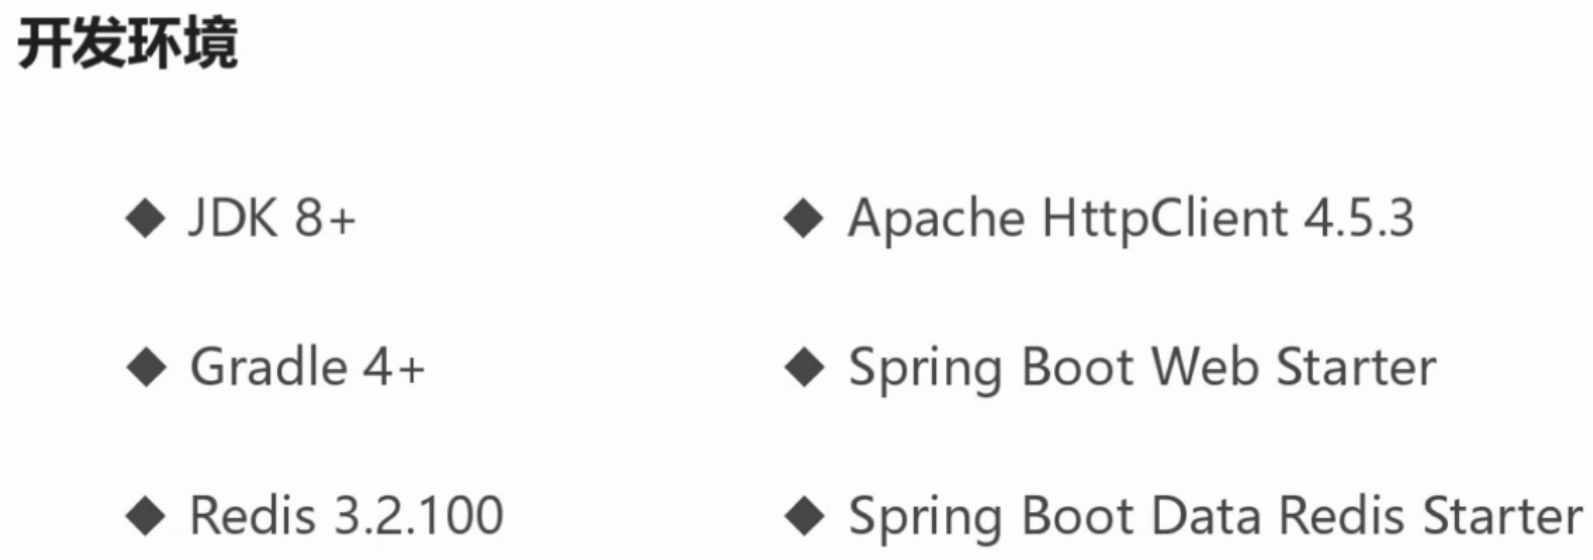 开发环境
◆ JDK 8+
◆ Apache HttpClient 4.5.3
◆ Gradle 4+
◆ Spring Boot Web Starter
◆ Redis 3.2.100
◆ Spring Boot Data Redis Starter